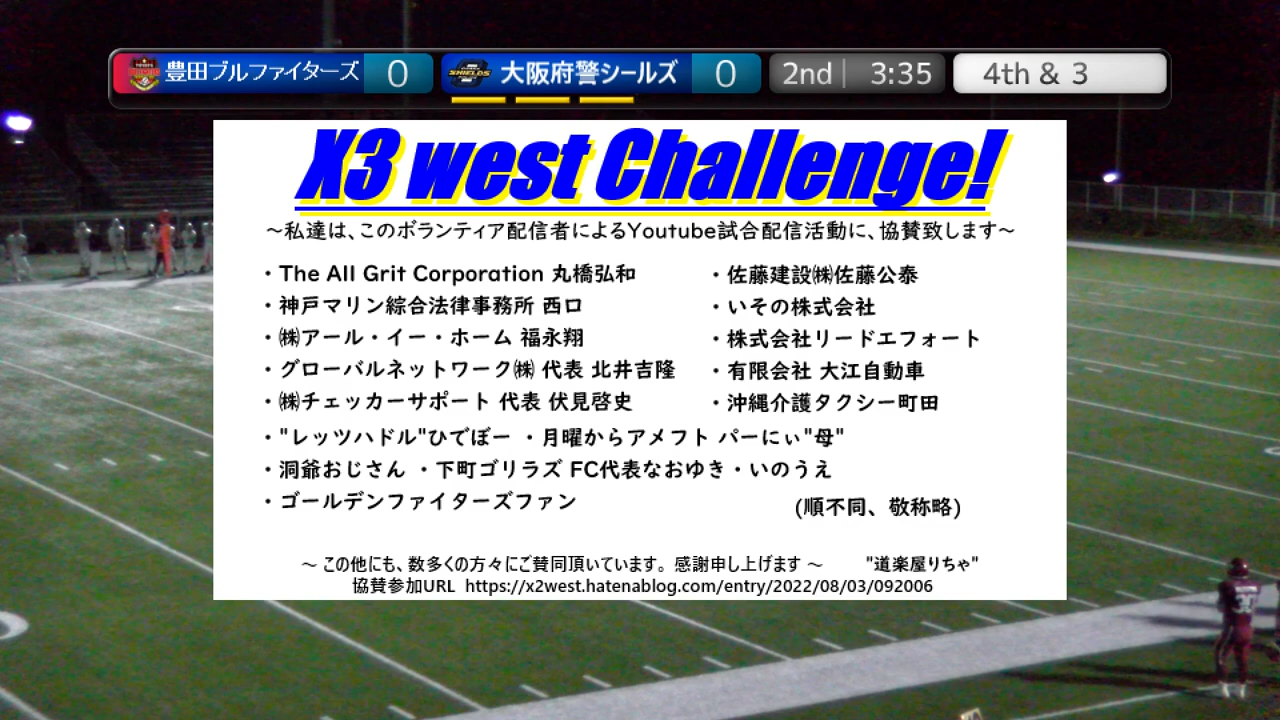 豊田ブルファイターズ 0 SHIELDS 大阪府警シールズ 0 2nd 3:35 4th & 3
X3 west Challenge!
～私達は、このボランティア配信者によるYoutube試合配信活動に、協賛致します～
・The All Grit Corporation 丸橋弘和
・佐藤建設㈱佐藤公泰
・神戸マリン綜合法律事務所 西口
・いその株式会社
・㈱アール・イー・ホーム 福永翔
・株式会社リードエフォート
・グローバルネットワーク㈱ 代表 北井吉隆
・有限会社 大江自動車
・㈱チェッカーサポート 代表 伏見啓史
・沖縄介護タクシー町田
・"レッツハドル"ひでぼー ・月曜からアメフト パーにぃ"母"
・洞爺おじさん ・下町ゴリラズ FC代表なおゆき・いのうえ
・ゴールデンファイターズファン
(順不同、敬称略)
～ この他にも、数多くの方々にご賛同頂いています。感謝申し上げます ～ "道楽屋りちゃ"
協賛参加URL https://x2west.hatenablog.com/entry/2022/08/03/092006